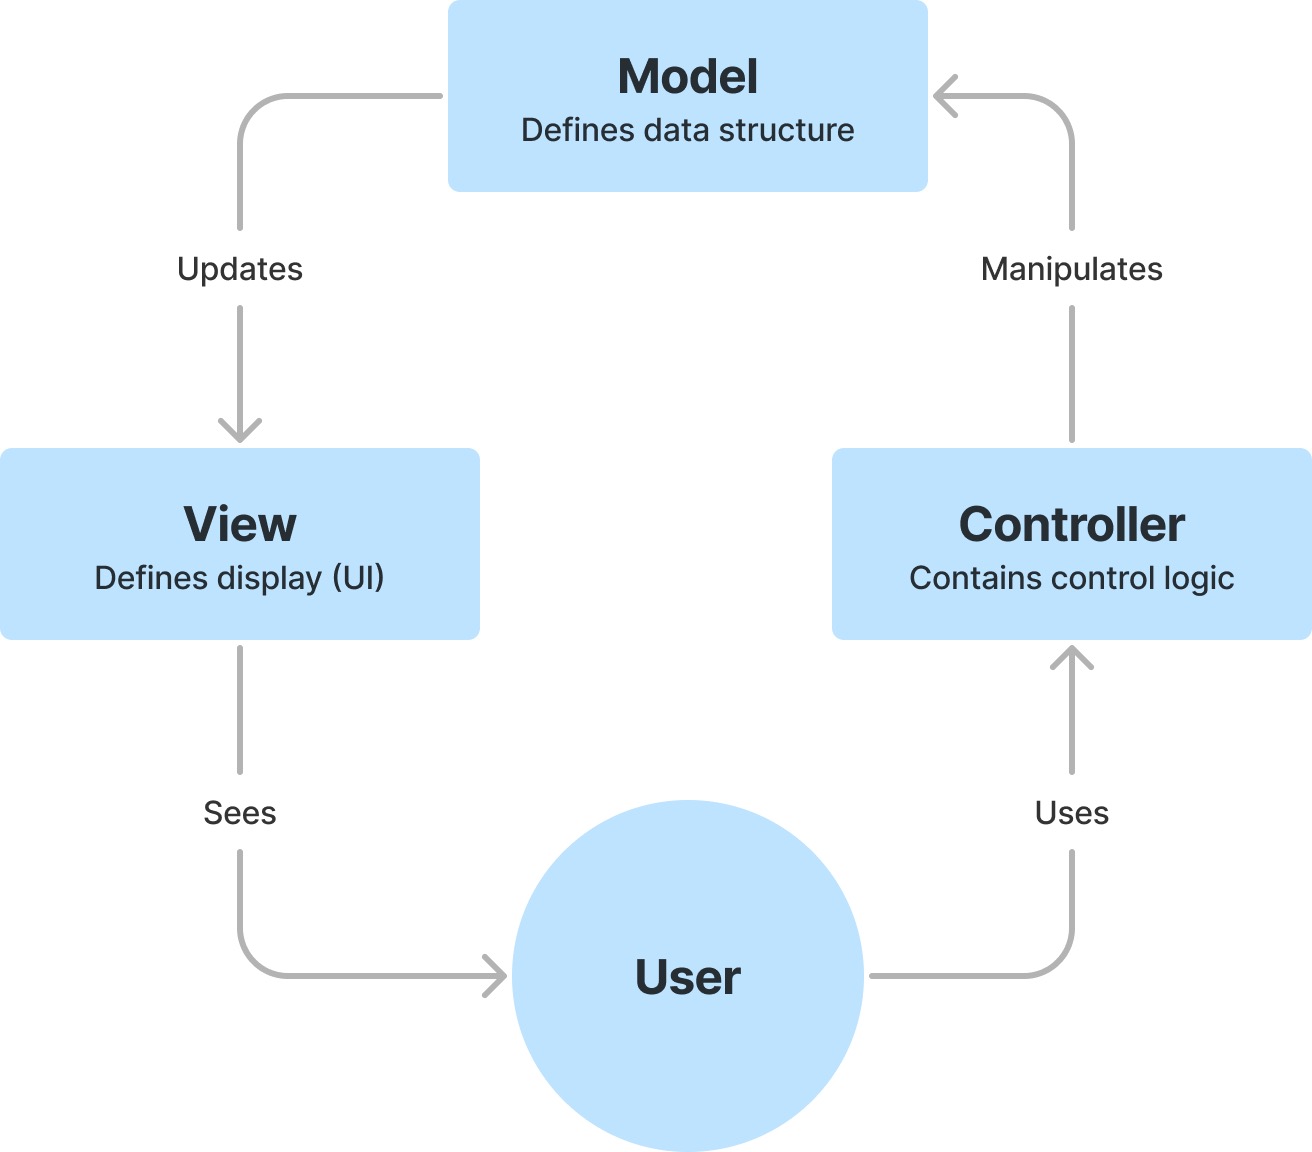 Model
Defines data structure
Updates
Manipulates
View
Defines display (UI)
Controller
Contains control logic
Sees
Uses
User